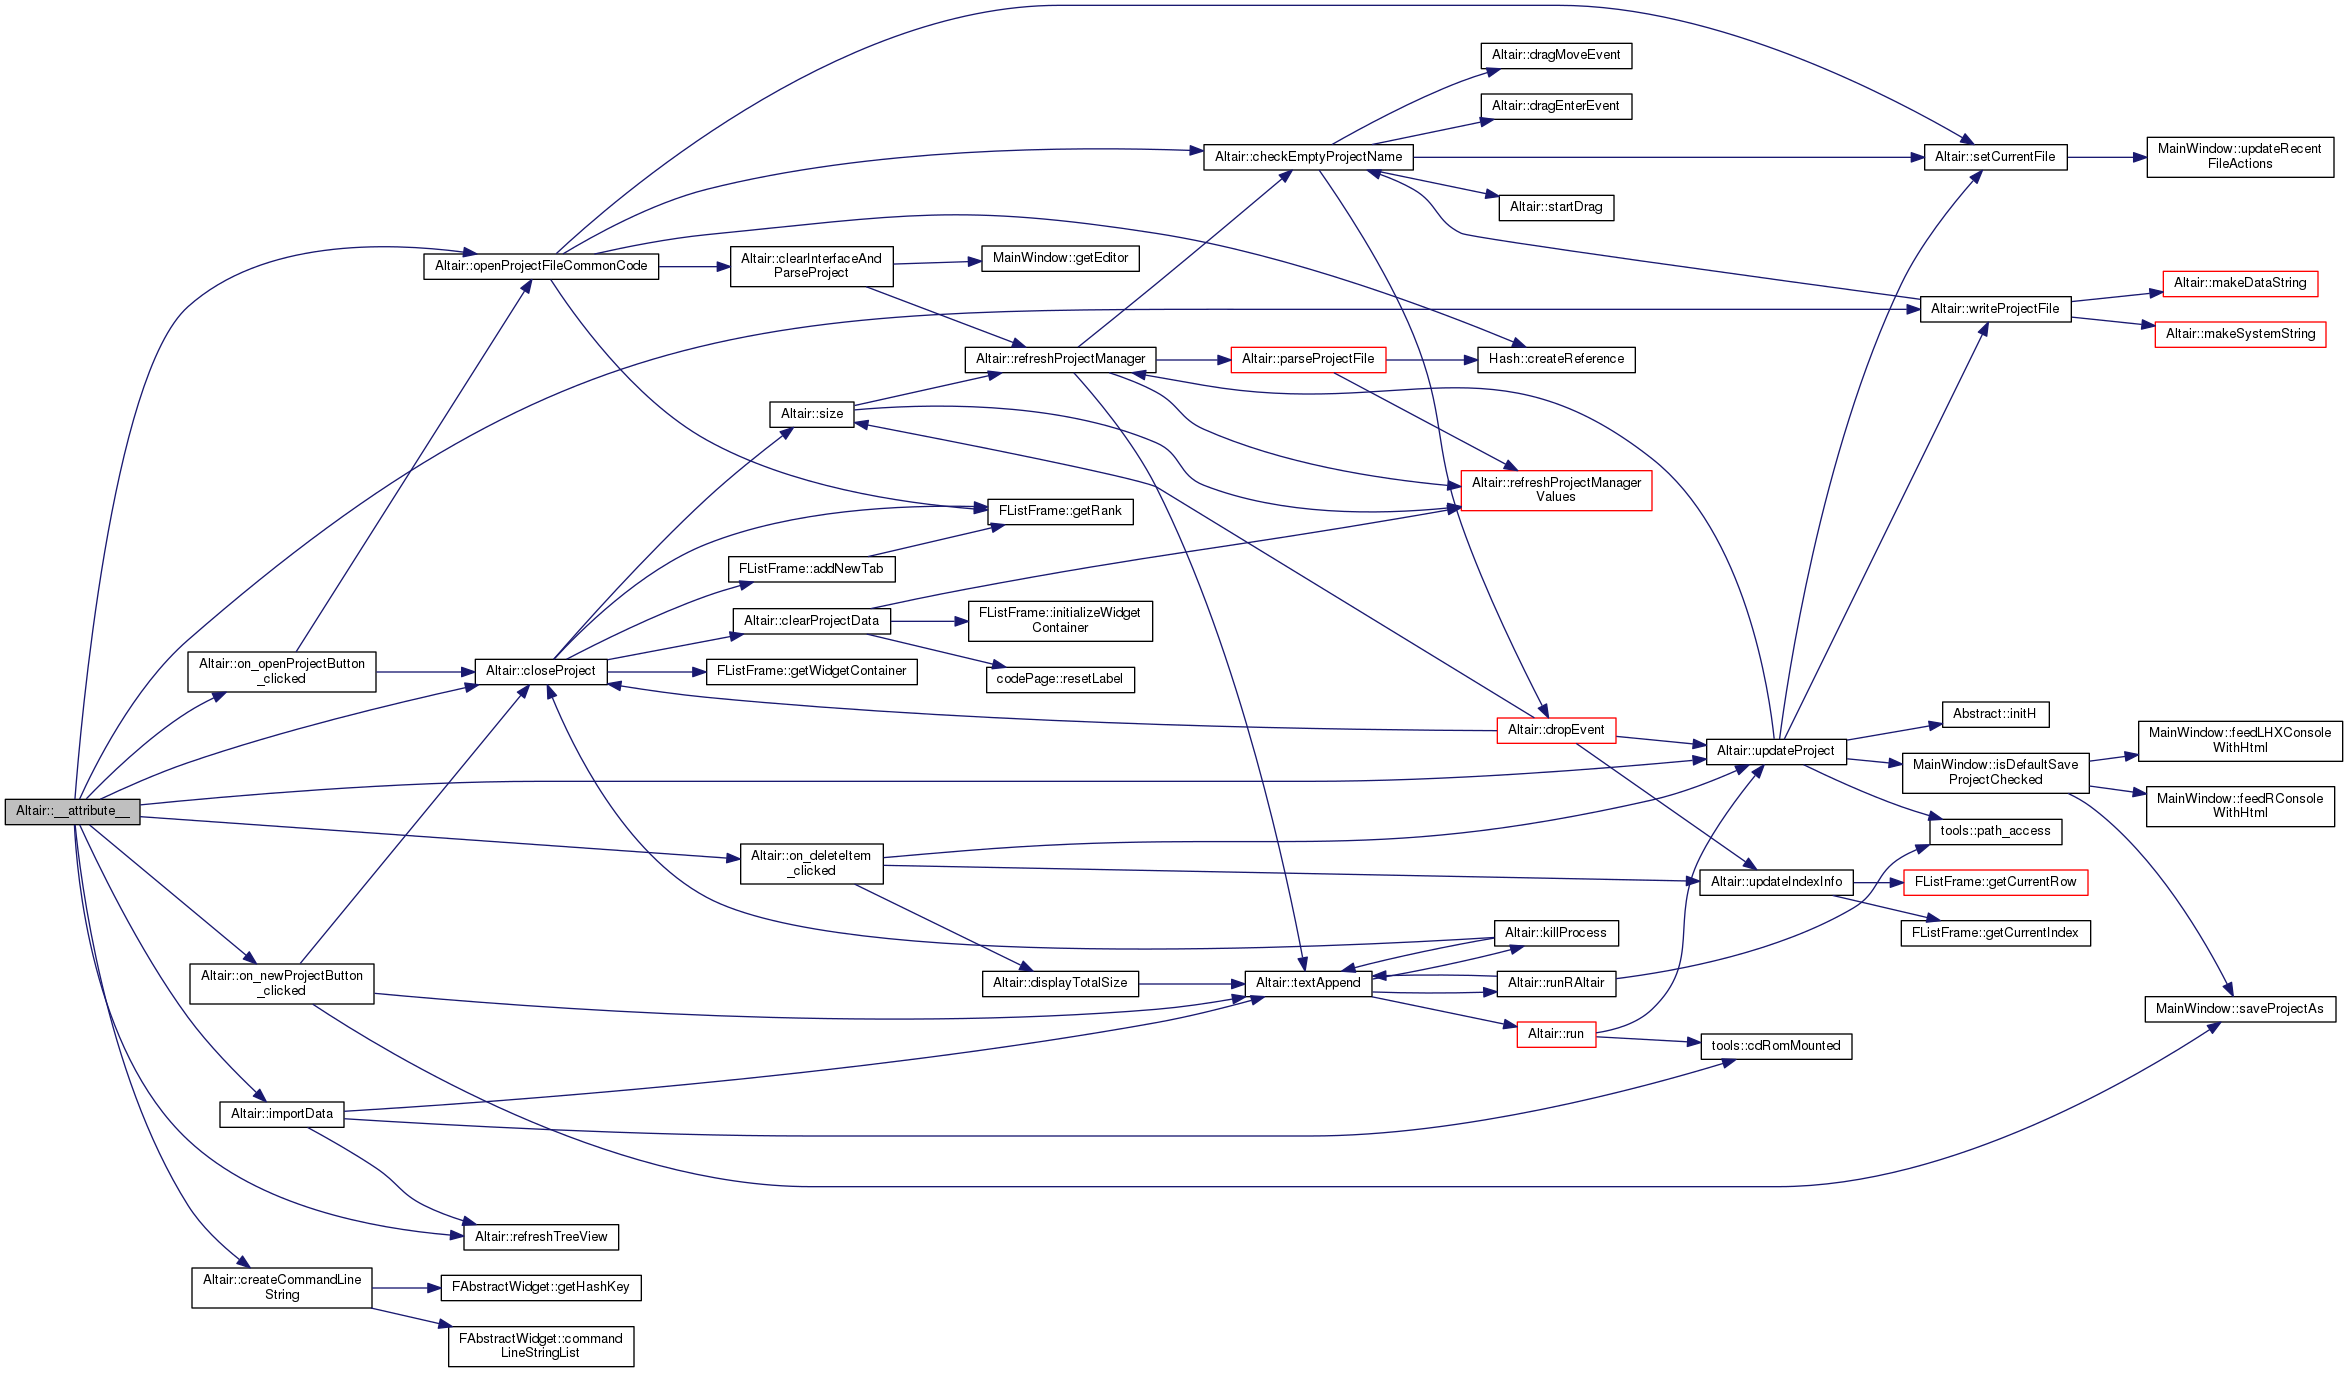 Altair::__attribute__
Altair::openProjectFileCommonCode
Altair::on_openProjectButton
_clicked
Altair::on_newProjectButton
_clicked
Altair::importData
Altair::createCommandLine
String
Altair::closeProject
Altair::refreshTreeView
FAbstractWidget::getHashKey
FAbstractWidget::command
LineStringList
Altair::clearInterfaceAnd
ParseProject
Altair::size
FListFrame::addNewTab
Altair::clearProjectData
FListFrame::getWidgetContainer
Altair::on_deleteItem
_clicked
MainWindow::getEditor
Altair::refreshProjectManager
FListFrame::getRank
FListFrame::initializeWidget
Container
codePage::resetLabel
Altair::displayTotalSize
Altair::checkEmptyProjectName
Altair::parseProjectFile
Altair::textAppend
Altair::dragMoveEvent
Altair::dragEnterEvent
Altair::startDrag
Hash::createReference
Altair::refreshProjectManager
Values
Altair::dropEvent
Altair::killProcess
Altair::runRAltair
Altair::run
Altair::updateProject
Altair::updateIndexInfo
tools::cdRomMounted
Altair::setCurrentFile
Altair::writeProjectFile
Abstract::initH
MainWindow::isDefaultSave
ProjectChecked
tools::path_access
FListFrame::getCurrentRow
FListFrame::getCurrentIndex
MainWindow::updateRecent
FileActions
Altair::makeDataString
Altair::makeSystemString
MainWindow::feedLHXConsole
WithHtml
MainWindow::feedRConsole
WithHtml
MainWindow::saveProjectAs